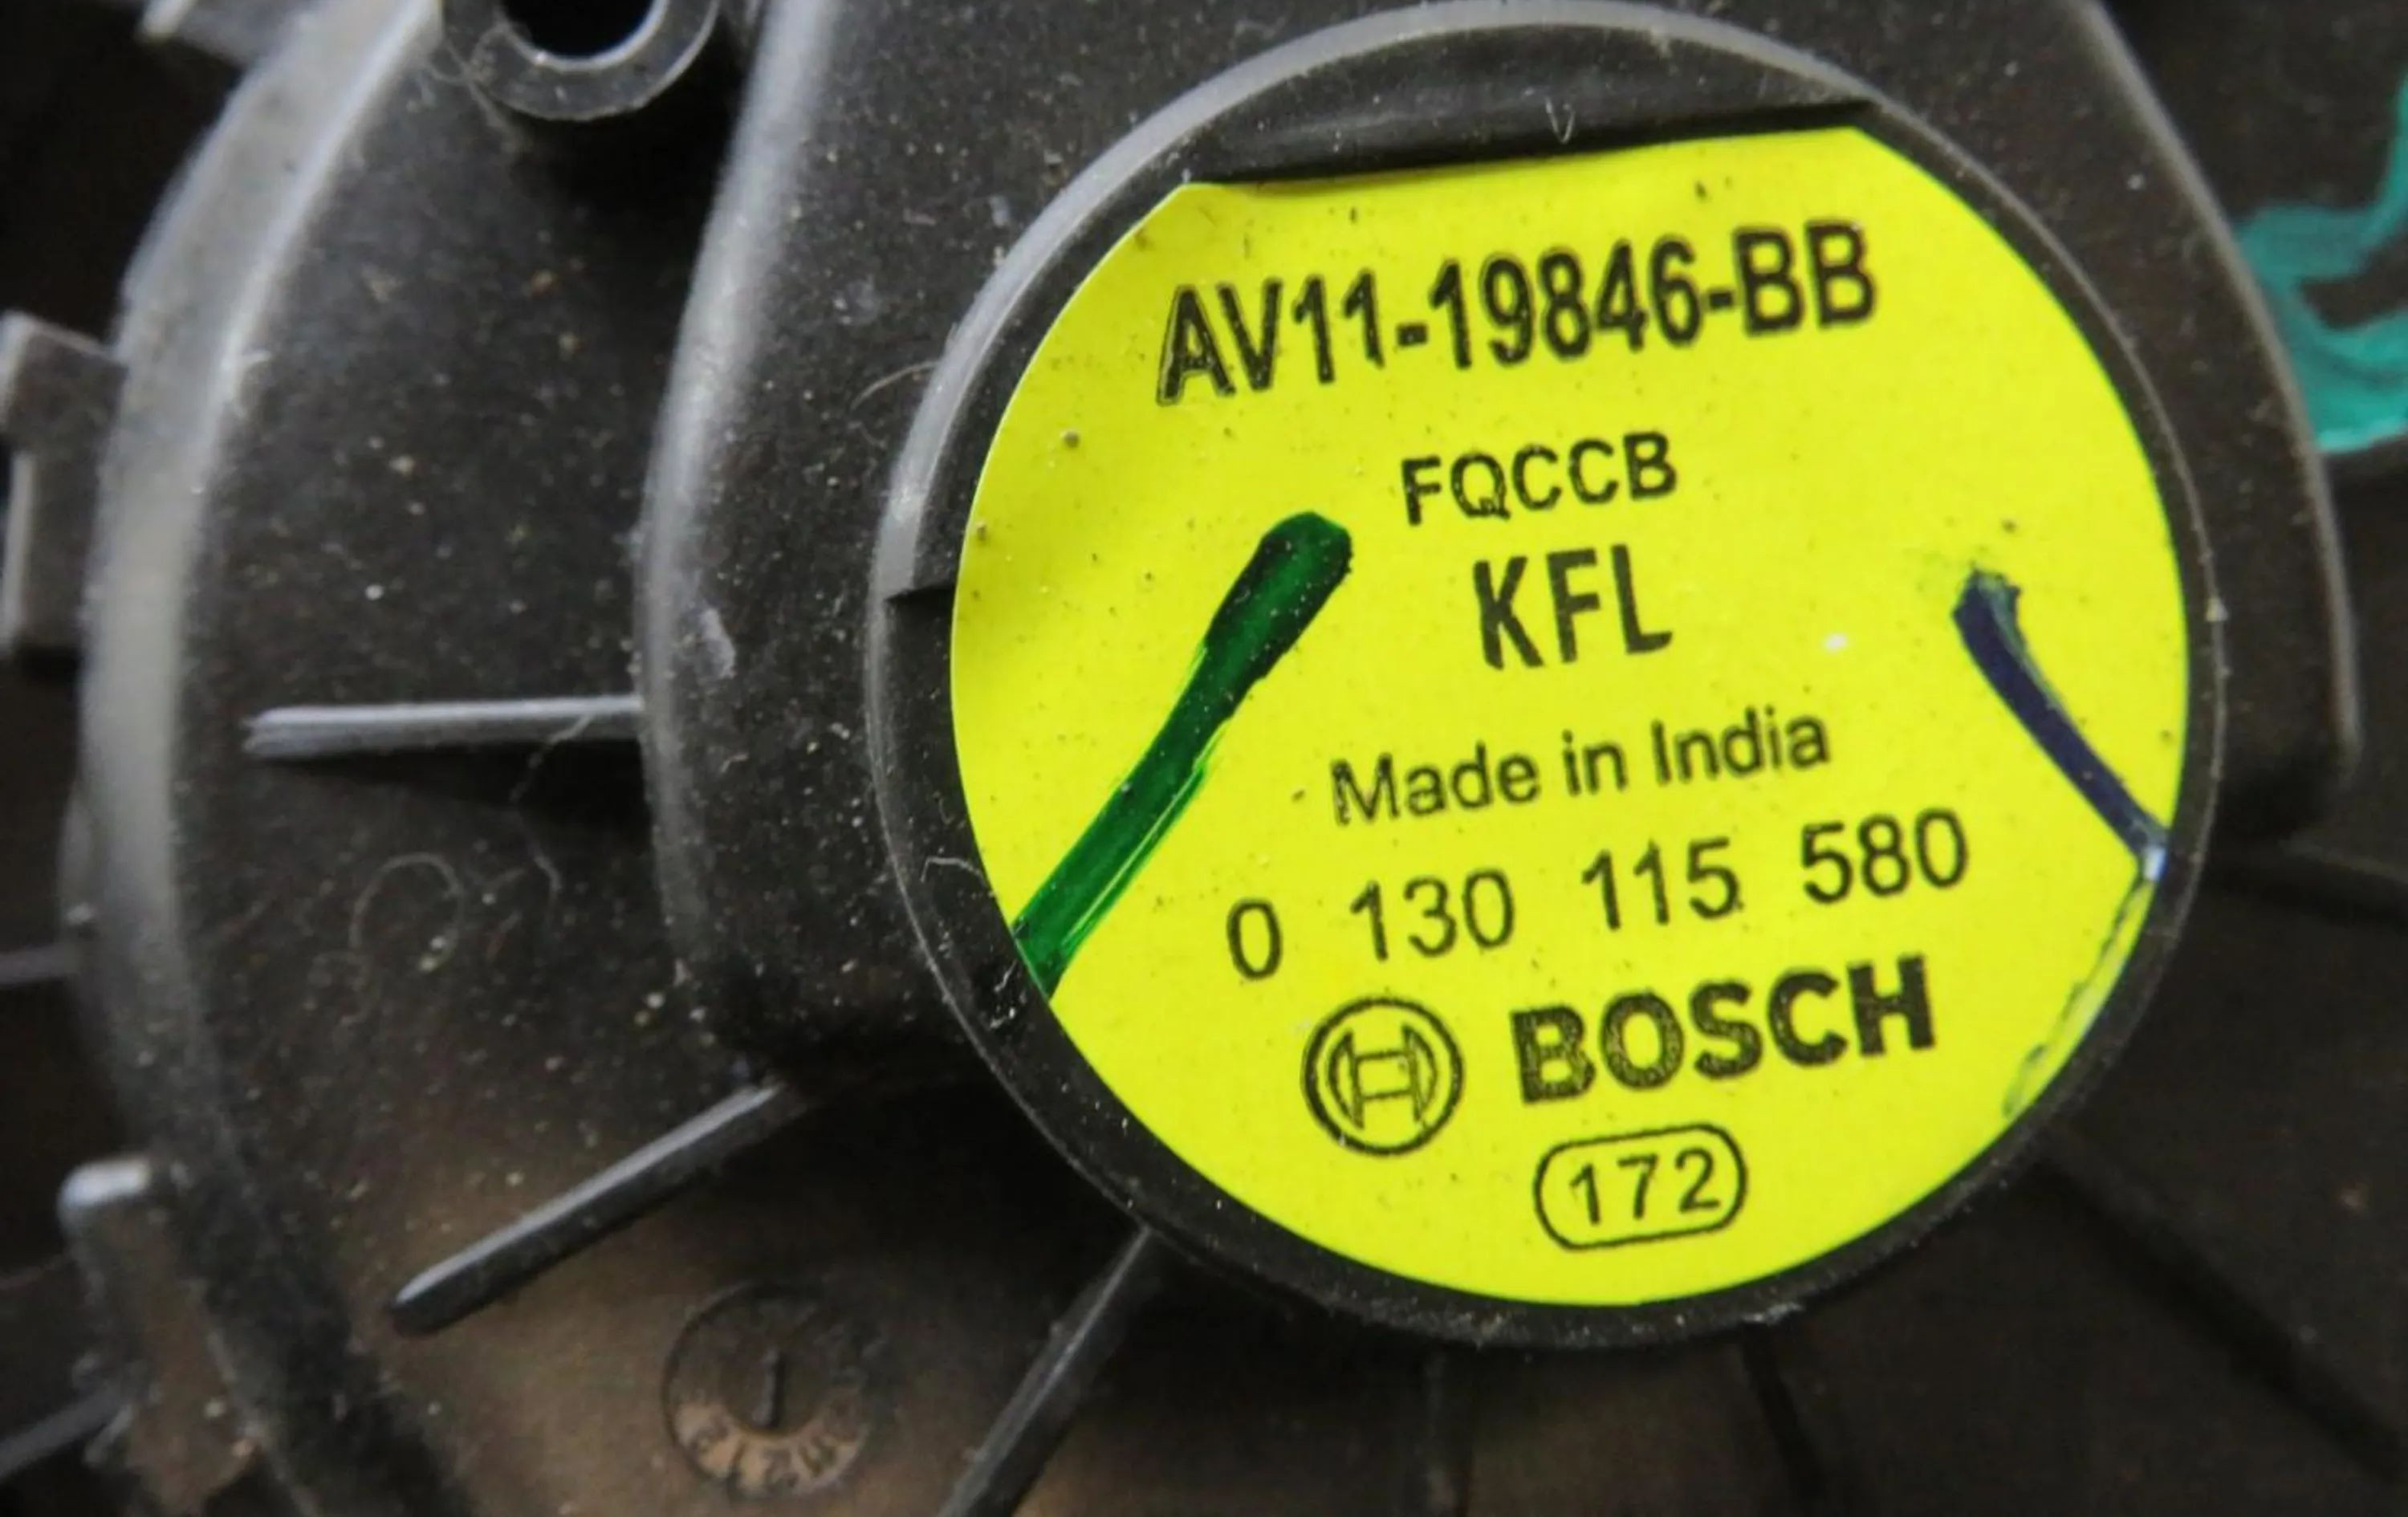 AV11-19846-BB
FQCCB
KFL
Made in India
0 130 115 580
BOSCH
172